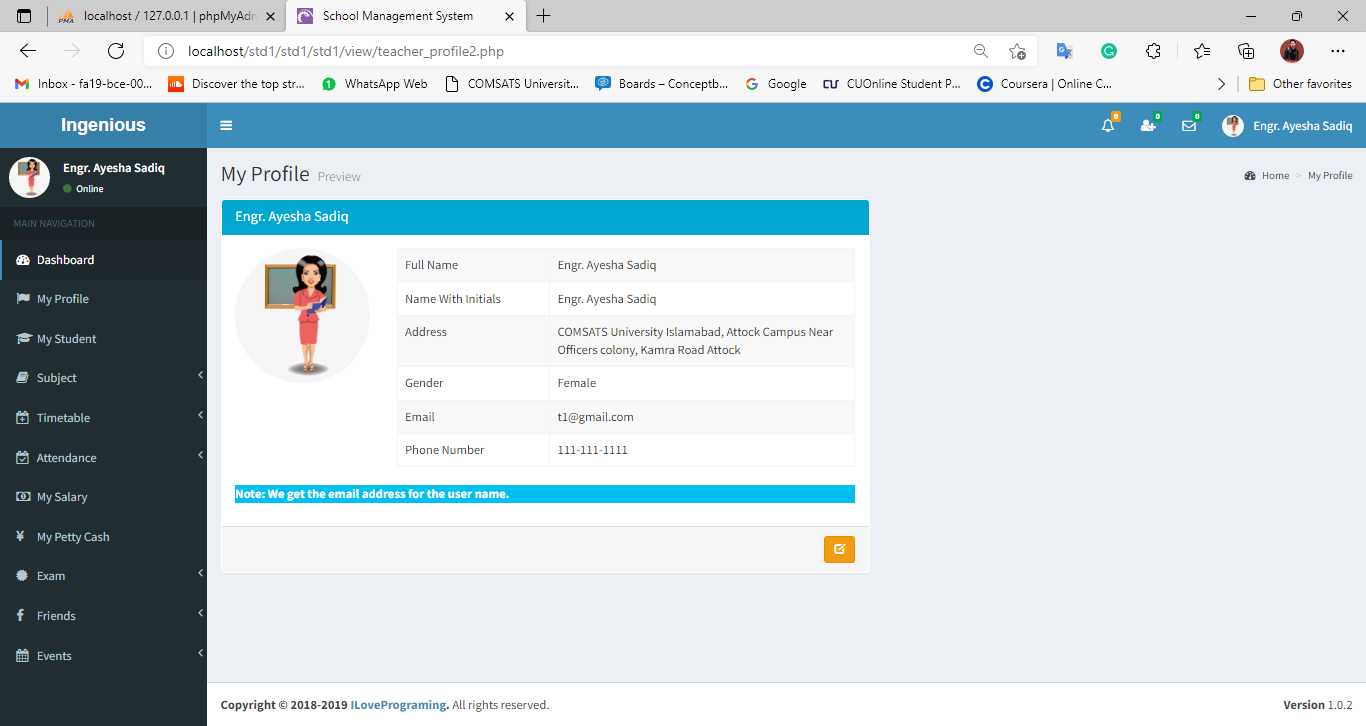 localhost / 127.0.0.1 | phpMyAdm
School Management System
localhost/std1/std1/std1/view/teacher_profile2.php
Inbox - fa19-bce-00...
Discover the top str...
WhatsApp Web
COMSATS Universit...
Boards – Conceptb...
Google
CUOnline Student P...
Coursera | Online C...
Other favorites
Ingenious
0
0
0
Engr. Ayesha Sadiq
Engr. Ayesha Sadiq
Online
MAIN NAVIGATION
Dashboard
My Profile
My Student
Subject
Timetable
Attendance
My Salary
My Petty Cash
Exam
Friends
Events
My Profile Preview
Home > My Profile
Engr. Ayesha Sadiq
Full Name Engr. Ayesha Sadiq
Name With Initials Engr. Ayesha Sadiq
Address COMSATS University Islamabad, Attock Campus Near
Officers colony, Kamra Road Attock
Gender Female
Email t1@gmail.com
Phone Number 111-111-1111
Note: We get the email address for the user name.
Copyright © 2018-2019 ILovePrograming. All rights reserved.
Version 1.0.2